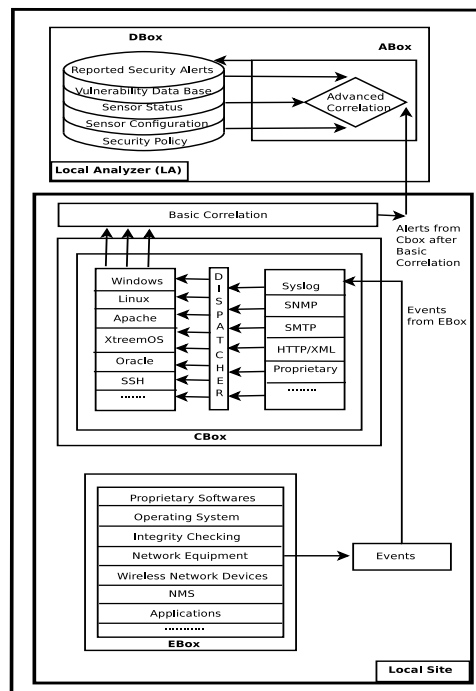 DBox
ABox
Reported Security Alerts
Vulnerability Data Base
Sensor Status
Sensor Configuration
Security Policy
Advanced
Correlation
Local Analyzer (LA)
Basic Correlation
Alerts from
Cbox after
Basic
Correlation
Windows
Linux
Apache
XtreemOS
Oracle
SSH
.......
D
I
S
P
A
T
C
H
E
R
Syslog
SNMP
SMTP
HTTP/XML
Proprietary
.......
Events
from EBox
CBox
Proprietary Softwares
Operating System
Integrity Checking
Network Equipment
Wireless Network Devices
NMS
Applications
..........
EBox
Events
Local Site